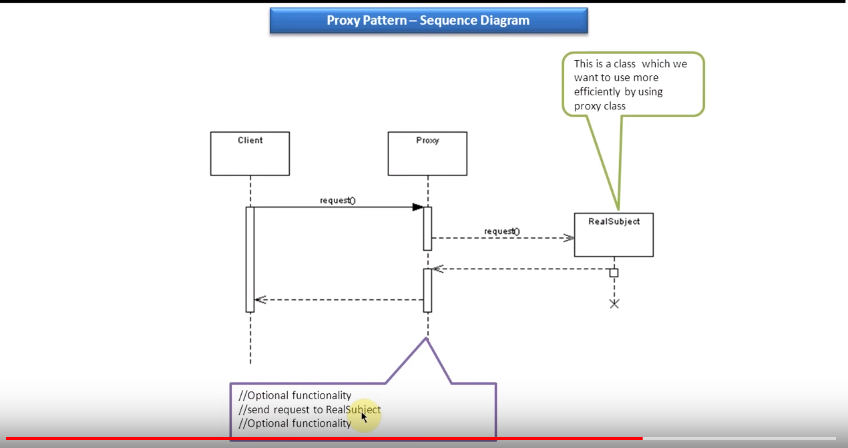 Proxy Pattern – Sequence Diagram
This is a class which we
want to use more
efficiently by using
proxy class
Client
Proxy
request()
RealSubject
request()
//Optional functionality
//send request to RealSubject
//Optional functionality